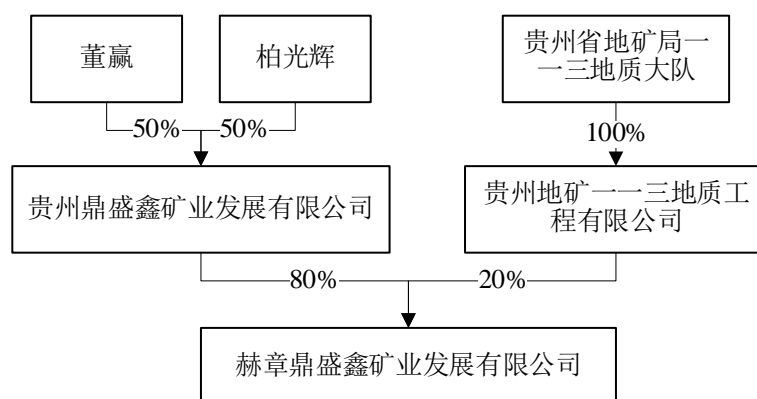 董赢
柏光辉
贵州省地矿局一
一三地质大队
50%
50%
100%
贵州鼎盛鑫矿业发展有限公司
贵州地矿一一三地质工
程有限公司
80%
20%
赫章鼎盛鑫矿业发展有限公司